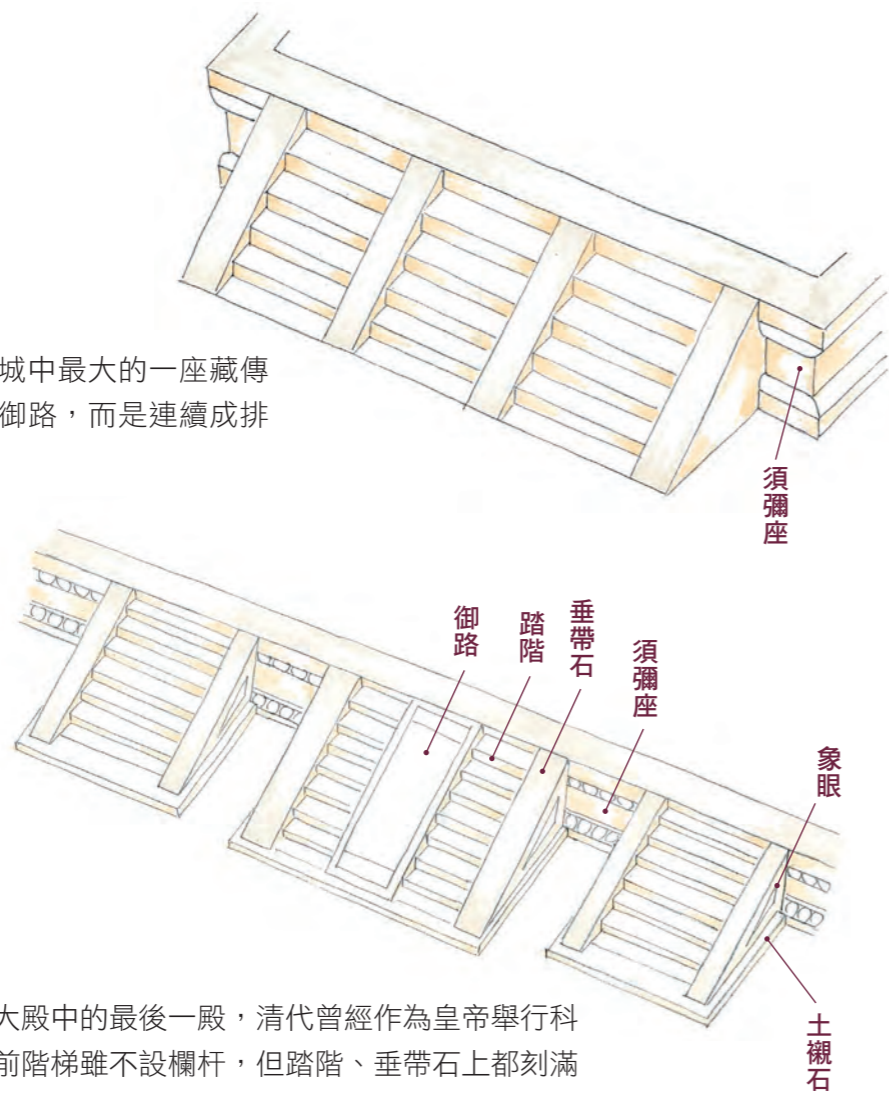 城中最大的一座藏傳
御路，而是連續成排
須彌座
御路
踏階
垂帶石
須彌座
象眼
土襯石
大殿中的最後一殿，清代曾經作為皇帝舉行科
前階梯雖不設欄杆，但踏階、垂帶石上都刻滿